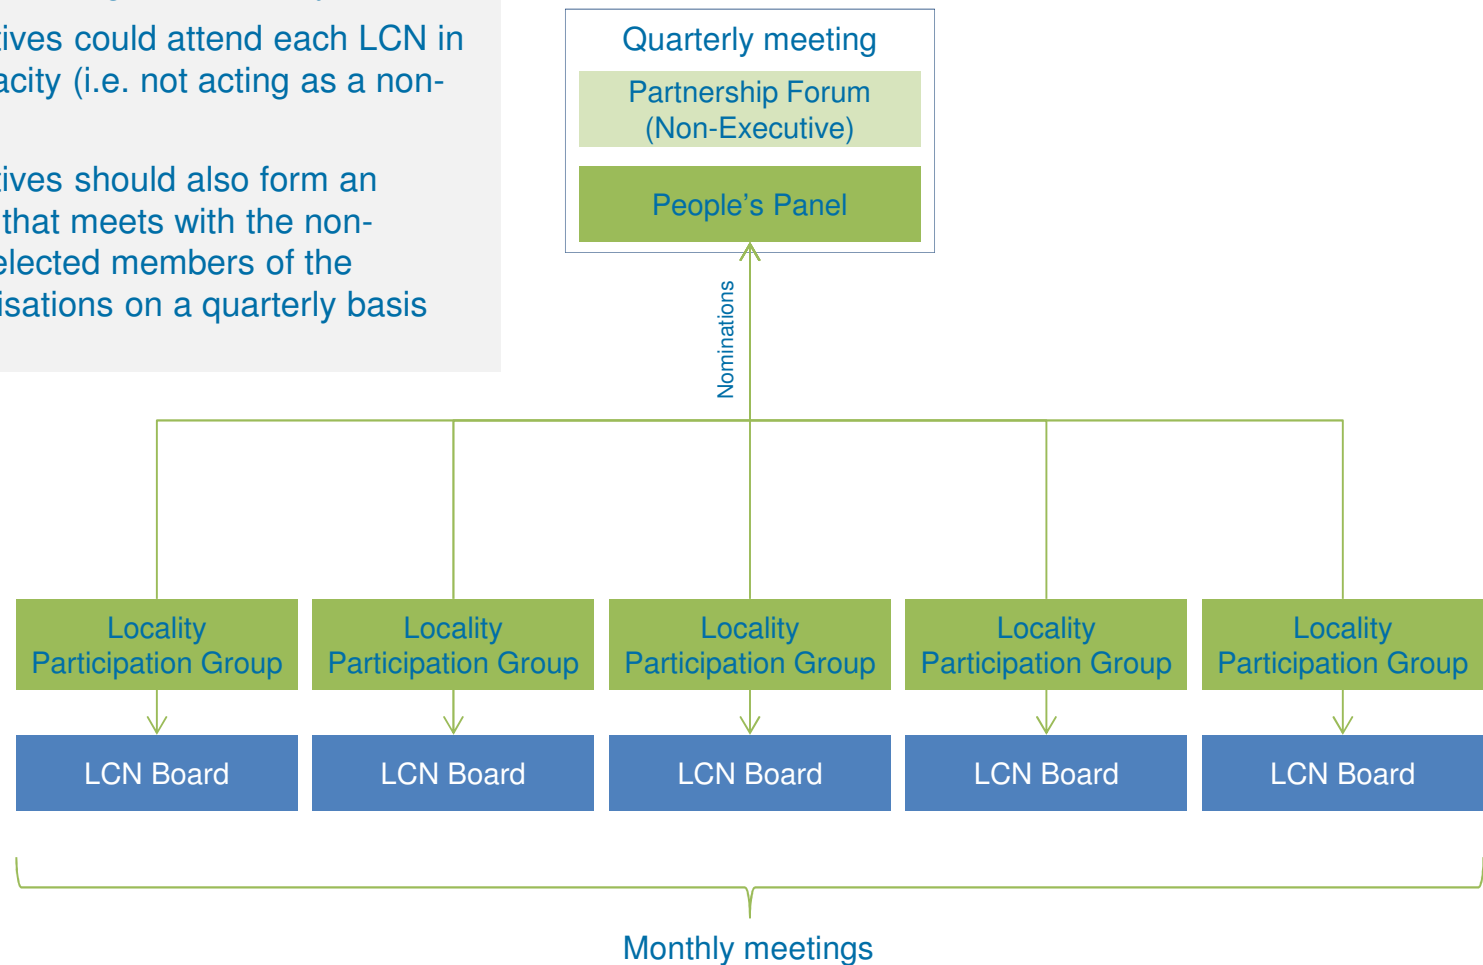 tives could attend each LCN in
acity (i.e. not acting as a non-
tives should also form an
that meets with the non-
elected members of the
isations on a quarterly basis
Quarterly meeting
Partnership Forum
(Non-Executive)
People's Panel
Nominations
Locality
Participation Group
Locality
Participation Group
Locality
Participation Group
Locality
Participation Group
Locality
Participation Group
LCN Board
LCN Board
LCN Board
LCN Board
LCN Board
Monthly meetings